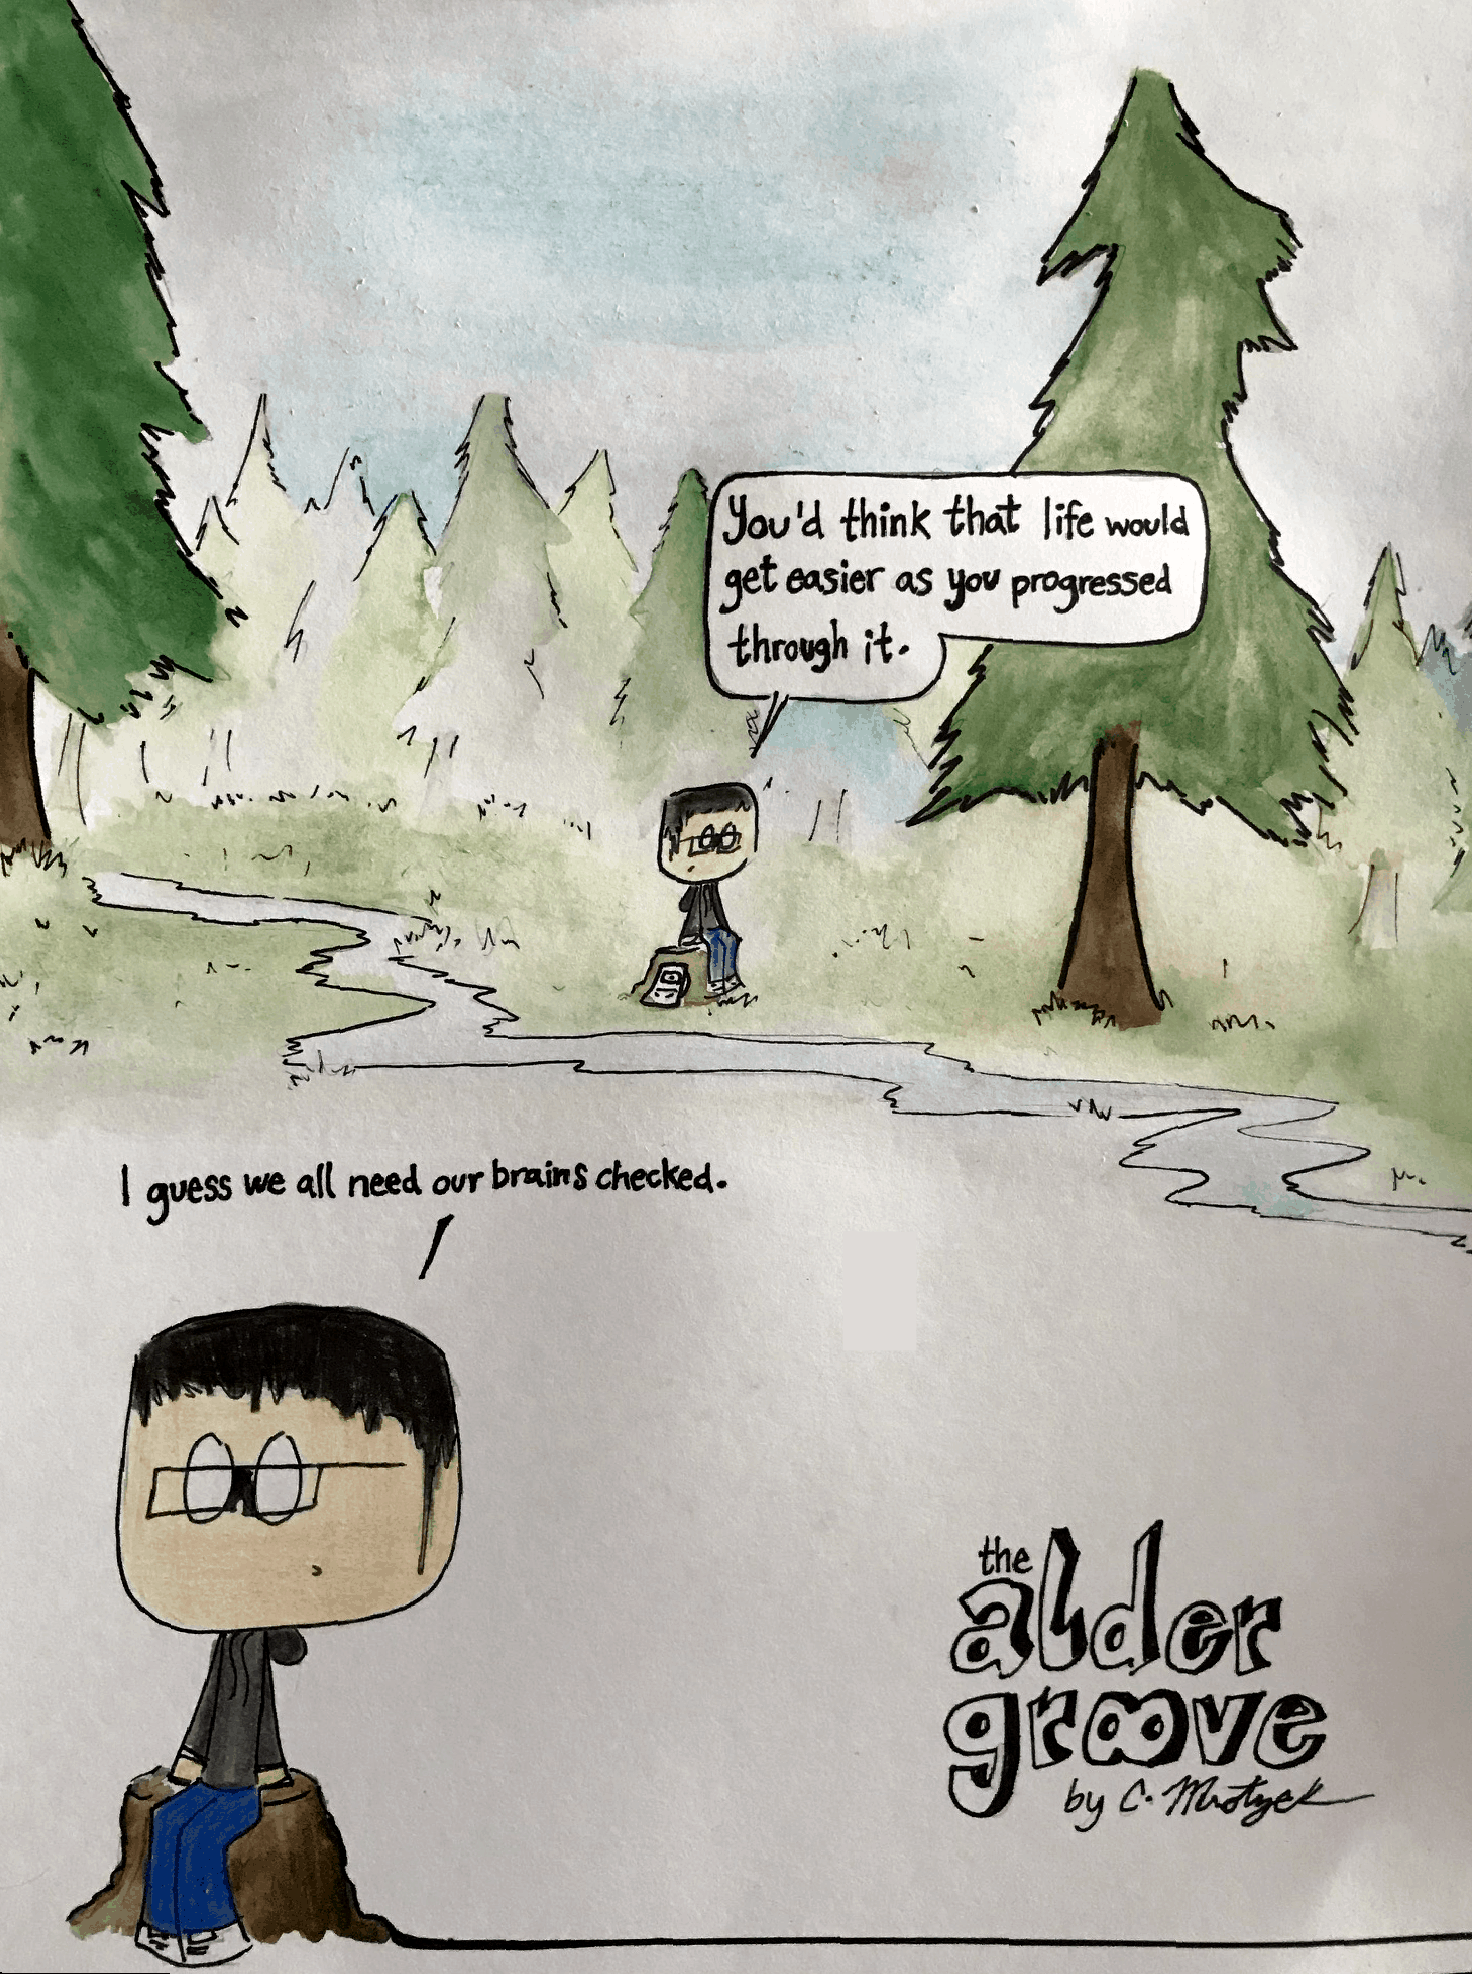 You'd think that life would
get easier as you progressed
through it.
I guess we all need our brains checked.
the
alder
groove
by C. Mrotzek